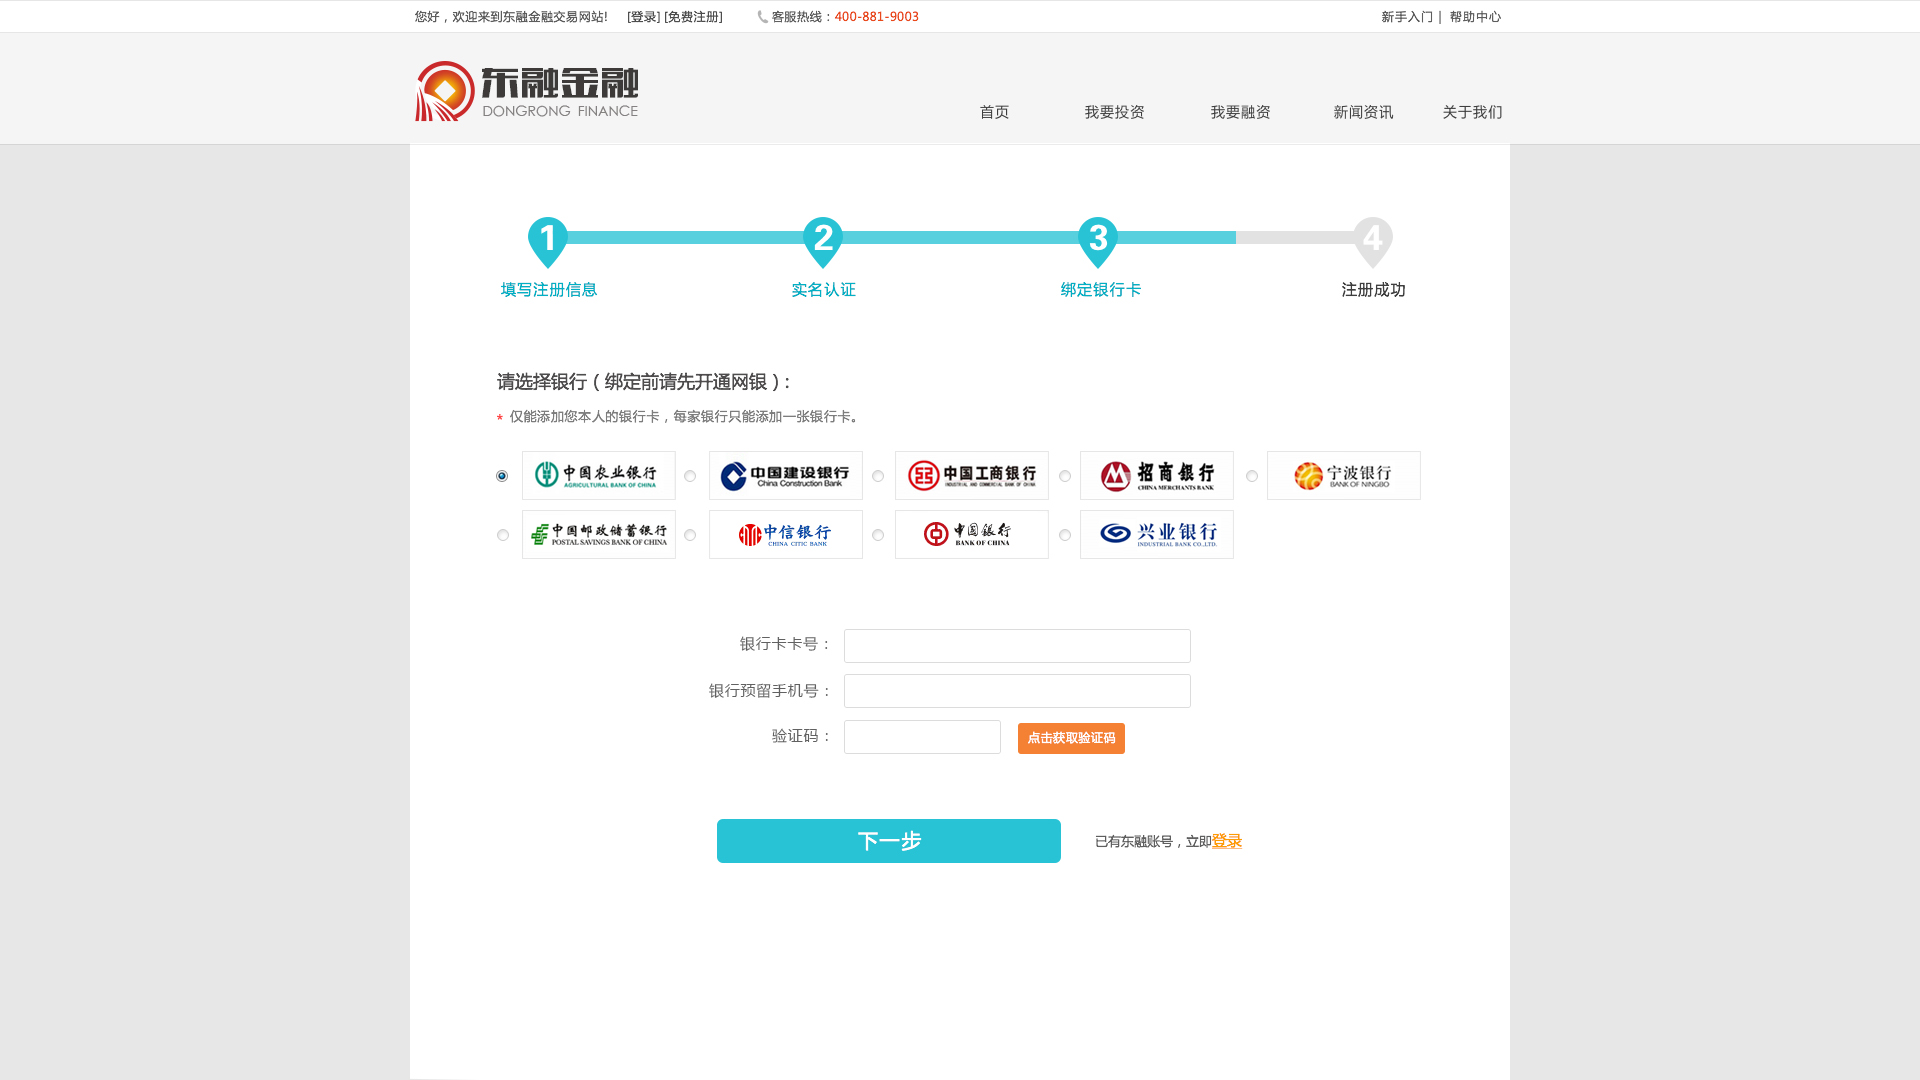 您好，欢迎来到东融金融交易网站! [登录] [免费注册] 客服热线：400-881-9003 新手入门 | 帮助中心
东融金融
DONGRONG FINANCE
首页 我要投资 我要融资 新闻资讯 关于我们
1 2 3 4
填写注册信息 实名认证 绑定银行卡 注册成功
请选择银行（绑定前请先开通网银）:
* 仅能添加您本人的银行卡，每家银行只能添加一张银行卡。
中国农业银行
AGRICULTURAL BANK OF CHINA
中国建设银行
China Construction Bank
中国工商银行
INDUSTRIAL AND COMMERCIAL BANK OF CHINA
招商银行
CHINA MERCHANTS BANK
宁波银行
BANK OF NINGBO
中国邮政储蓄银行
POSTAL SAVINGS BANK OF CHINA
中信银行
CHINA CITIC BANK
中国银行
BANK OF CHINA
兴业银行
INDUSTRIAL BANK CO.,LTD.
银行卡卡号：
银行预留手机号：
验证码：
点击获取验证码
下一步 已有东融账号，立即登录